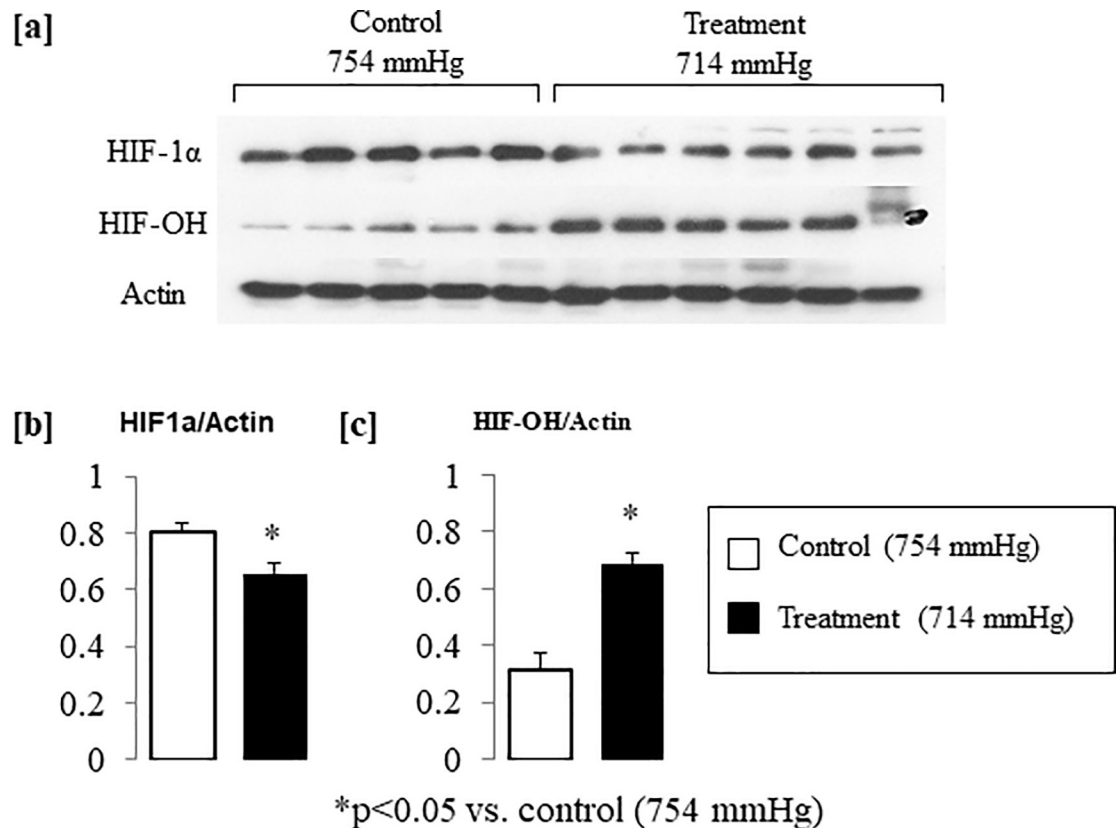 [a]
Control
754 mmHg
Treatment
714 mmHg
HIF-1α
HIF-OH
Actin
[b] HIF1a/Actin
1
0.8
0.6
0.4
0.2
0
*
[c] HIF-OH/Actin
1
0.8
0.6
0.4
0.2
0
*
Control (754 mmHg)
Treatment (714 mmHg)
*p<0.05 vs. control (754 mmHg)